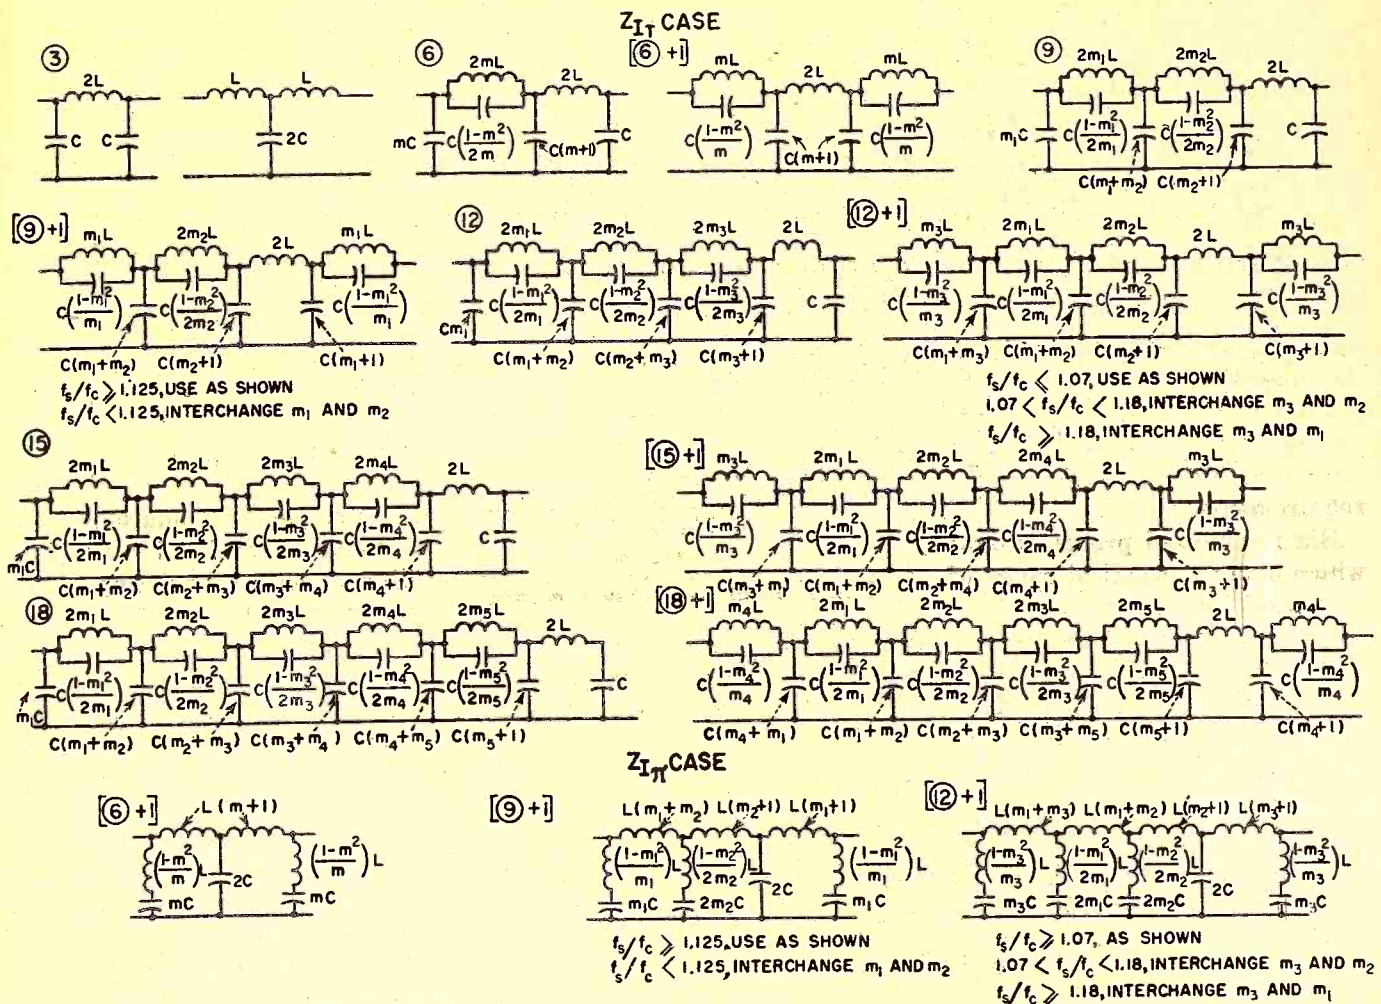 Z_IT CASE
③
2L
C
C
L
L
2C
⑥
2mL
2L
mC
C((1-m²)/2m)
C(m+1)
C
[⑥+1]
mL
2L
mL
C((1-m²)/m)
C(m+1)
C((1-m²)/m)
⑨
2m₁L
2m₂L
2L
m₁C
C((1-m₁²)/2m₁)
C((1-m₂²)/2m₂)
C
C(m₁+m₂)
C(m₂+1)
[⑨+1]
m₁L
2m₂L
2L
m₁L
C((1-m₁²)/m₁)
C((1-m₂²)/2m₂)
C((1-m₁²)/m₁)
C(m₁+m₂)
C(m₂+1)
C(m₁+1)
fs/fc ⩾ 1.125, USE AS SHOWN
fs/fc < 1.125, INTERCHANGE m₁ AND m₂
⑫
2m₁L
2m₂L
2m₃L
2L
Cm₁
C((1-m₁²)/2m₁)
C((1-m₂²)/2m₂)
C((1-m₃²)/2m₃)
C
C(m₁+m₂)
C(m₂+m₃)
C(m₃+1)
[⑫+1]
m₃L
2m₁L
2m₂L
2L
m₃L
C((1-m₃²)/m₃)
C((1-m₁²)/2m₁)
C((1-m₂²)/2m₂)
C((1-m₃²)/m₃)
C(m₁+m₃)
C(m₁+m₂)
C(m₂+1)
C(m₃+1)
fs/fc ⩽ 1.07, USE AS SHOWN
1.07 < fs/fc < 1.18, INTERCHANGE m₃ AND m₂
fs/fc ⩾ 1.18, INTERCHANGE m₃ AND m₁
⑮
2m₁L
2m₂L
2m₃L
2m₄L
2L
m₁C
C((1-m₁²)/2m₁)
C((1-m₂²)/2m₂)
C((1-m₃²)/2m₃)
C((1-m₄²)/2m₄)
C
C(m₁+m₂)
C(m₂+m₃)
C(m₃+m₄)
C(m₄+1)
[⑮+1]
m₃L
2m₁L
2m₂L
2m₄L
2L
m₃L
C((1-m₃²)/m₃)
C((1-m₁²)/2m₁)
C((1-m₂²)/2m₂)
C((1-m₄²)/2m₄)
C((1-m₃²)/m₃)
C(m₃+m₁)
C(m₁+m₂)
C(m₂+m₄)
C(m₄+1)
C(m₃+1)
⑱
2m₁L
2m₂L
2m₃L
2m₄L
2m₅L
2L
m₁C
C((1-m₁²)/2m₁)
C((1-m₂²)/2m₂)
C((1-m₃²)/2m₃)
C((1-m₄²)/2m₄)
C((1-m₅²)/2m₅)
C
C(m₁+m₂)
C(m₂+m₃)
C(m₃+m₄)
C(m₄+m₅)
C(m₅+1)
[⑱+1]
m₄L
2m₁L
2m₂L
2m₃L
2m₅L
2L
m₄L
C((1-m₄²)/m₄)
C((1-m₁²)/2m₁)
C((1-m₂²)/2m₂)
C((1-m₃²)/2m₃)
C((1-m₅²)/2m₅)
C((1-m₄²)/m₄)
C(m₄+m₁)
C(m₁+m₂)
C(m₂+m₃)
C(m₃+m₅)
C(m₅+1)
C(m₄+1)
Z_Iπ CASE
[⑥+1]
L(m+1)
((1-m²)/m)L
2C
((1-m²)/m)L
mC
mC
[⑨+1]
L(m₁+m₂) L(m₂+1) L(m₁+1)
((1-m₁²)/m₁)L
((1-m₂²)/2m₂)L
((1-m₁²)/m₁)L
m₁C
2m₂C
2C
m₁C
fs/fc ⩾ 1.125, USE AS SHOWN
fs/fc < 1.125, INTERCHANGE m₁ AND m₂
[⑫+1]
L(m₁+m₃) L(m₁+m₂) L(m₂+1) L(m₃+1)
((1-m₃²)/m₃)L
((1-m₁²)/2m₁)L
((1-m₂²)/2m₂)L
((1-m₃²)/m₃)L
m₃C
2m₁C
2m₂C
2C
m₃C
fs/fc ⩾ 1.07, AS SHOWN
1.07 < fs/fc < 1.18, INTERCHANGE m₃ AND m₂
fs/fc ⩾ 1.18, INTERCHANGE m₃ AND m₁